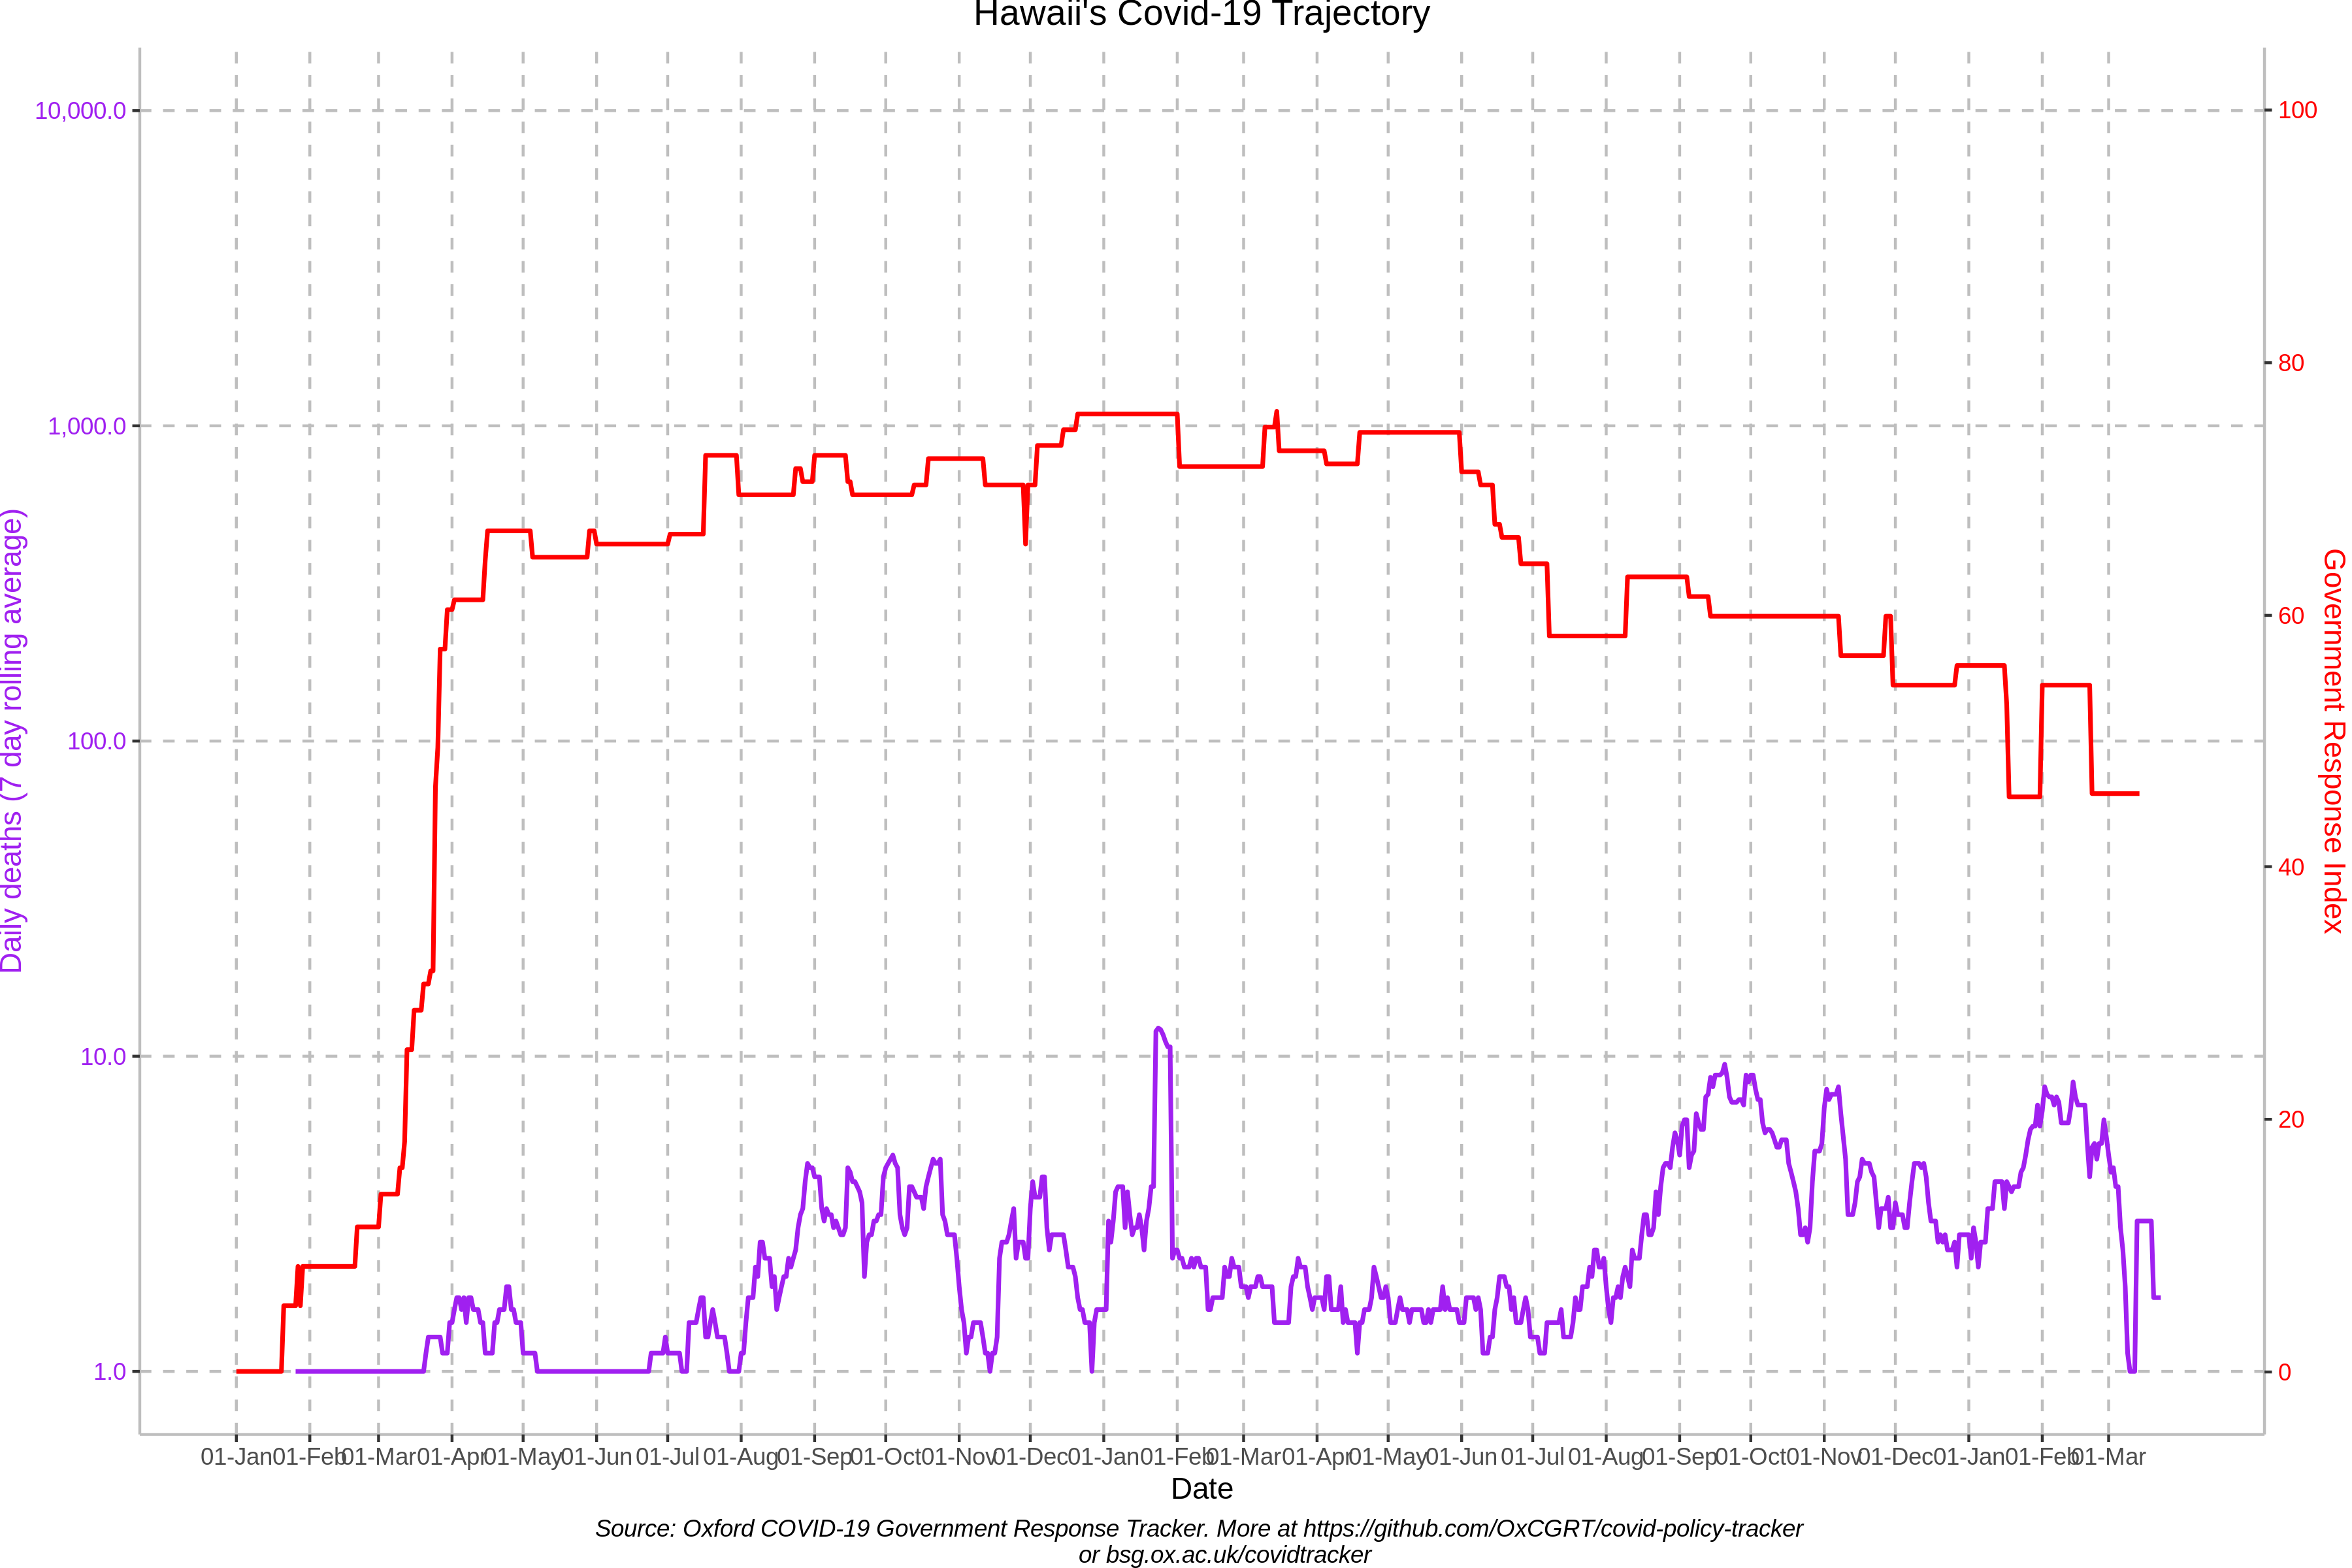 Hawaii's Covid-19 Trajectory
10,000.0
1,000.0
100.0
10.0
1.0
Daily deaths (7 day rolling average)
100
80
60
40
20
0
Government Response Index
01-Jan 01-Feb 01-Mar 01-Apr 01-May 01-Jun 01-Jul 01-Aug 01-Sep 01-Oct 01-Nov 01-Dec 01-Jan 01-Feb 01-Mar 01-Apr 01-May 01-Jun 01-Jul 01-Aug 01-Sep 01-Oct 01-Nov 01-Dec 01-Jan 01-Feb 01-Mar
Date
Source: Oxford COVID-19 Government Response Tracker. More at https://github.com/OxCGRT/covid-policy-tracker
or bsg.ox.ac.uk/covidtracker